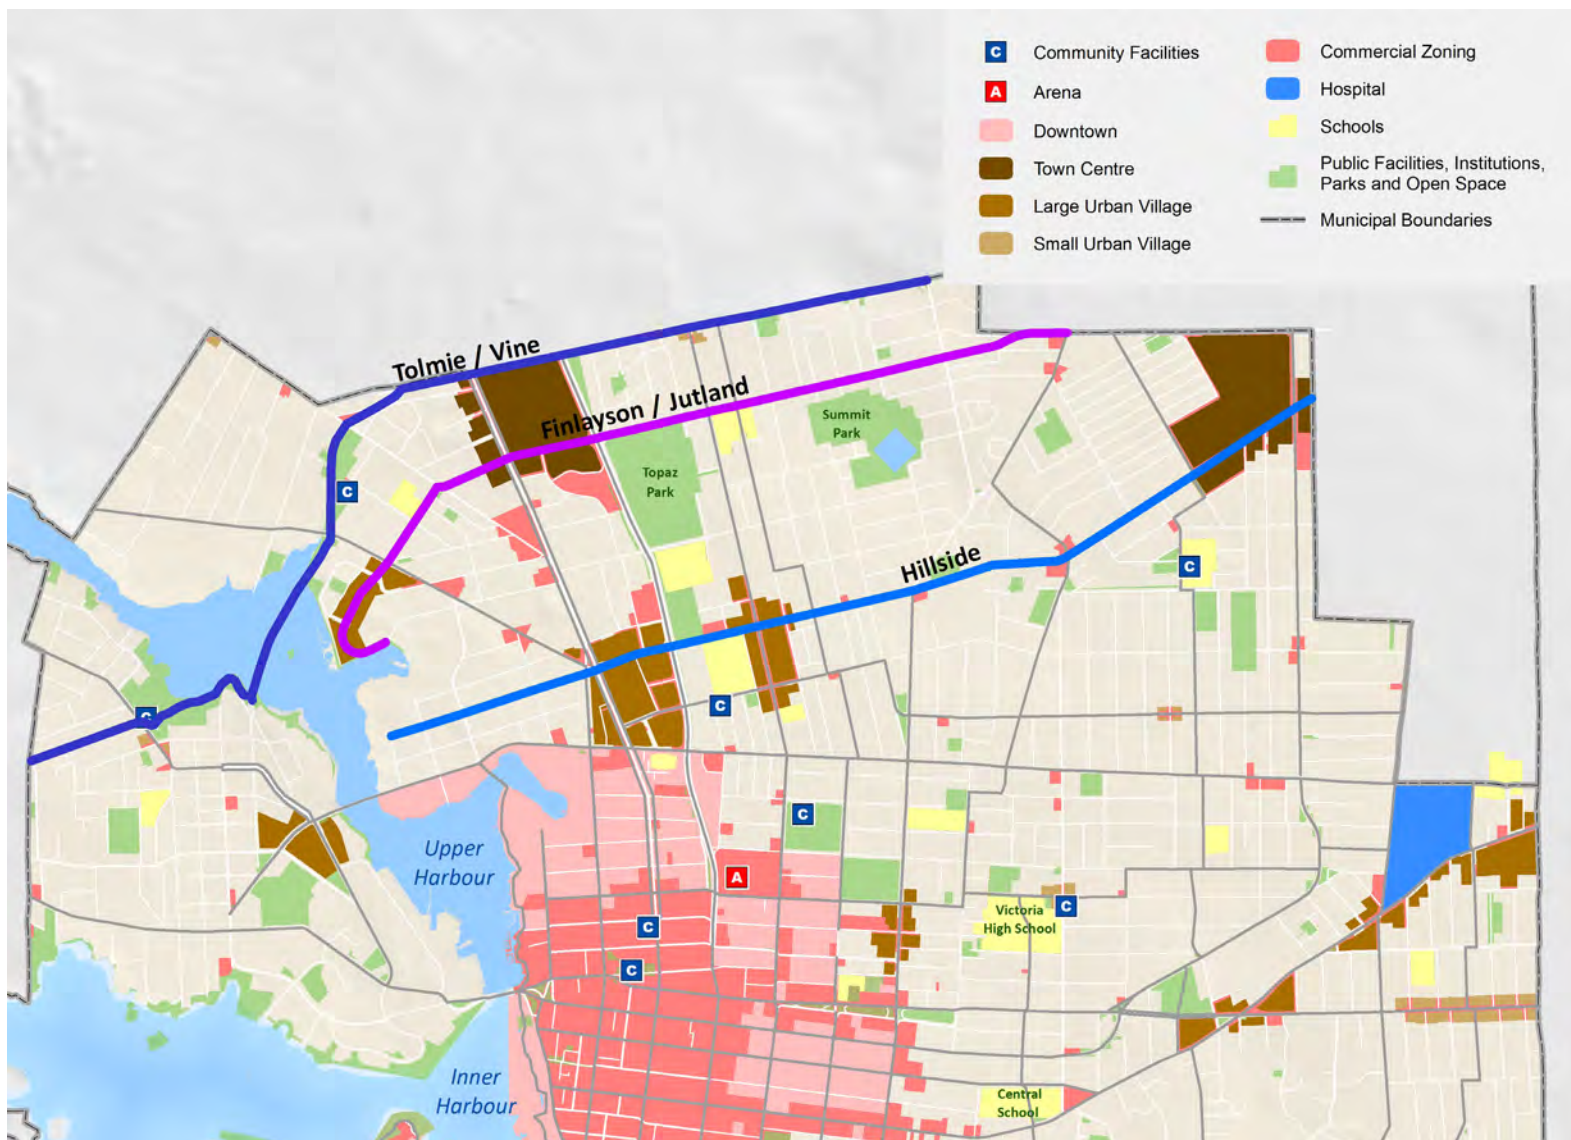 C Community Facilities
A Arena
Downtown
Town Centre
Large Urban Village
Small Urban Village
Commercial Zoning
Hospital
Schools
Public Facilities, Institutions,
Parks and Open Space
Municipal Boundaries
Tolmie / Vine
Finlayson / Jutland
Summit
Park
Topaz
Park
C
Hillside
C
C
C
C
Upper
Harbour
A
C
Victoria
High School
C
C
Inner
Harbour
Central
School